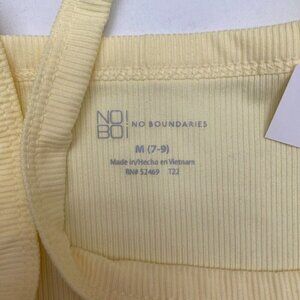 NO
BO
NO BOUNDARIES
M (7-9)
Made in/Hecho en Vietnam
RN# 52469 T22